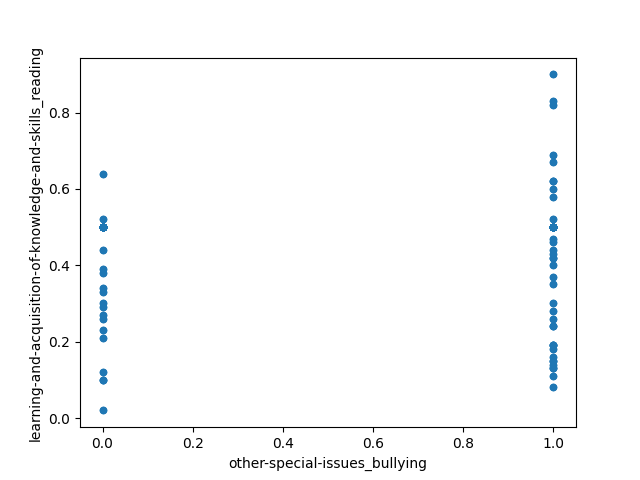 learning-and-acquisition-of-knowledge-and-skills_reading
0.8
0.6
0.4
0.2
0.0
0.0 0.2 0.4 0.6 0.8 1.0
other-special-issues_bullying